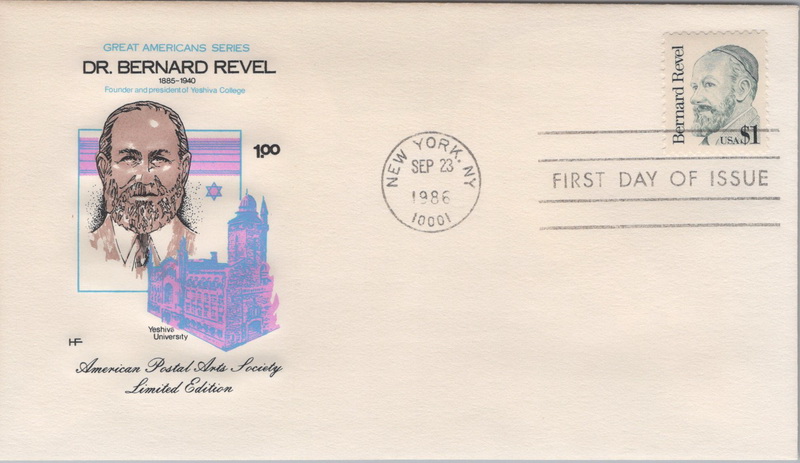 GREAT AMERICANS SERIES
DR. BERNARD REVEL
1885-1940
Founder and president of Yeshiva College
1.00
Yeshiva
University
HF
American Postal Arts Society
Limited Edition
NEW YORK, NY
SEP 23
1986
10001
Bernard Revel
USA $1
FIRST DAY OF ISSUE